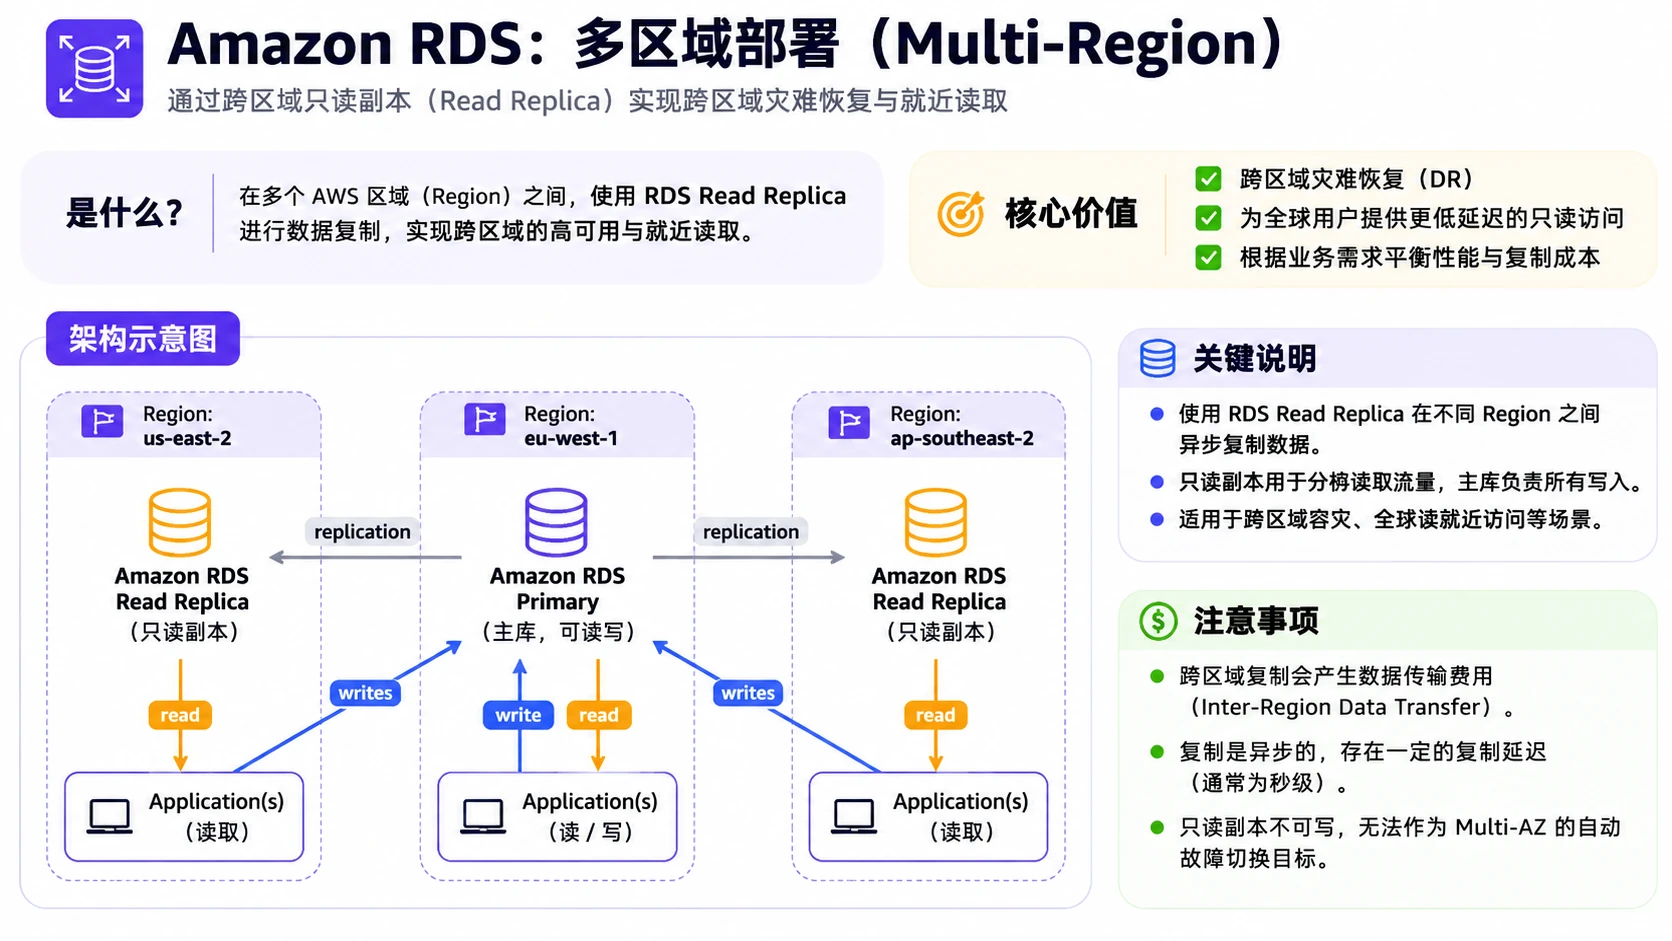 Amazon RDS：多区域部署（Multi-Region）
通过跨区域只读副本（Read Replica）实现跨区域灾难恢复与就近读取
是什么？
在多个 AWS 区域（Region）之间，使用 RDS Read Replica
进行数据复制，实现跨区域的高可用与就近读取。
核心价值
跨区域灾难恢复（DR）
为全球用户提供更低延迟的只读访问
根据业务需求平衡性能与复制成本
架构示意图
Region:
us-east-2
Amazon RDS
Read Replica
（只读副本）
read
Application(s)
（读取）
replication
writes
Region:
eu-west-1
Amazon RDS
Primary
（主库，可读写）
write
read
Application(s)
（读 / 写）
replication
writes
Region:
ap-southeast-2
Amazon RDS
Read Replica
（只读副本）
read
Application(s)
（读取）
关键说明
使用 RDS Read Replica 在不同 Region 之间
异步复制数据。
只读副本用于分读取流量，主库负责所有写入。
适用于跨区域容灾、全球读就近访问等场景。
注意事项
跨区域复制会产生数据传输费用
（Inter-Region Data Transfer）。
复制是异步的，存在一定的复制延迟
（通常为秒级）。
只读副本不可写，无法作为 Multi-AZ 的自动
故障切换目标。